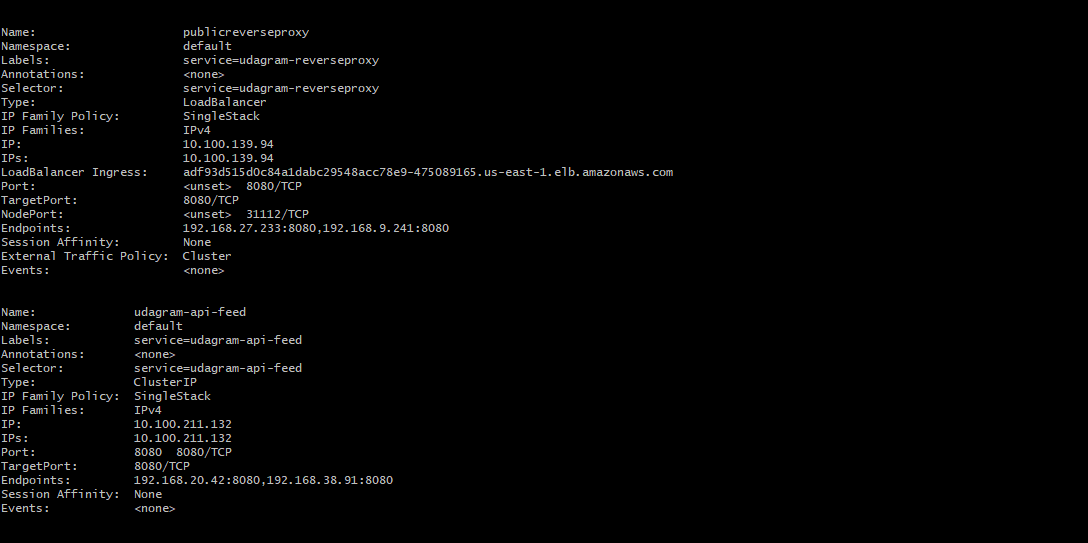 Name: publicreverseproxy
Namespace: default
Labels: service=udagram-reverseproxy
Annotations: <none>
Selector: service=udagram-reverseproxy
Type: LoadBalancer
IP Family Policy: SingleStack
IP Families: IPv4
IP: 10.100.139.94
IPs: 10.100.139.94
LoadBalancer Ingress: adf93d515d0c84a1dabc29548acc78e9-475089165.us-east-1.elb.amazonaws.com
Port: <unset> 8080/TCP
TargetPort: 8080/TCP
NodePort: <unset> 31112/TCP
Endpoints: 192.168.27.233:8080,192.168.9.241:8080
Session Affinity: None
External Traffic Policy: Cluster
Events: <none>
Name: udagram-api-feed
Namespace: default
Labels: service=udagram-api-feed
Annotations: <none>
Selector: service=udagram-api-feed
Type: ClusterIP
IP Family Policy: SingleStack
IP Families: IPv4
IP: 10.100.211.132
IPs: 10.100.211.132
Port: 8080 8080/TCP
TargetPort: 8080/TCP
Endpoints: 192.168.20.42:8080,192.168.38.91:8080
Session Affinity: None
Events: <none>